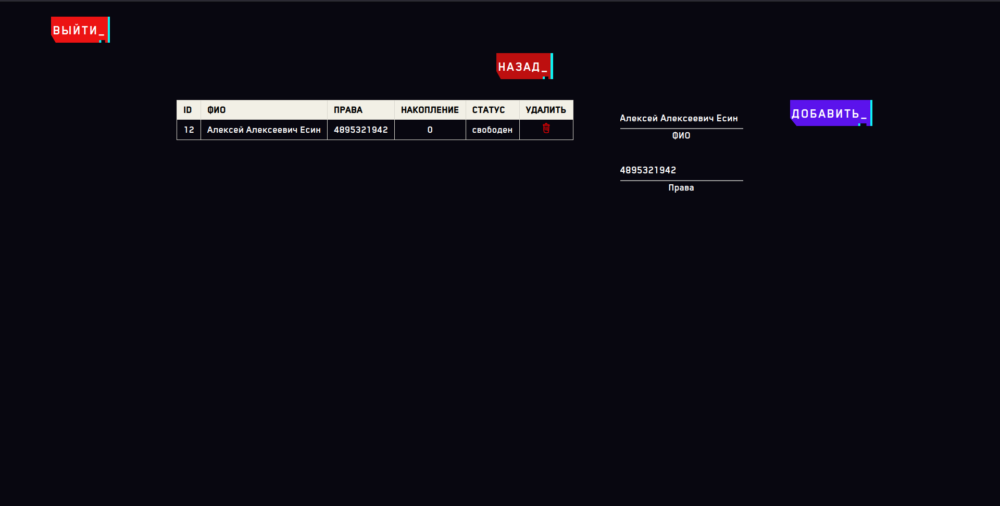 ВЫЙТИ_
НАЗАД_
ID ФИО ПРАВА НАКОПЛЕНИЕ СТАТУС УДАЛИТЬ
12 Алексей Алексеевич Есин 4895321942 0 свободен
Алексей Алексеевич Есин
ФИО
4895321942
Права
ДОБАВИТЬ_